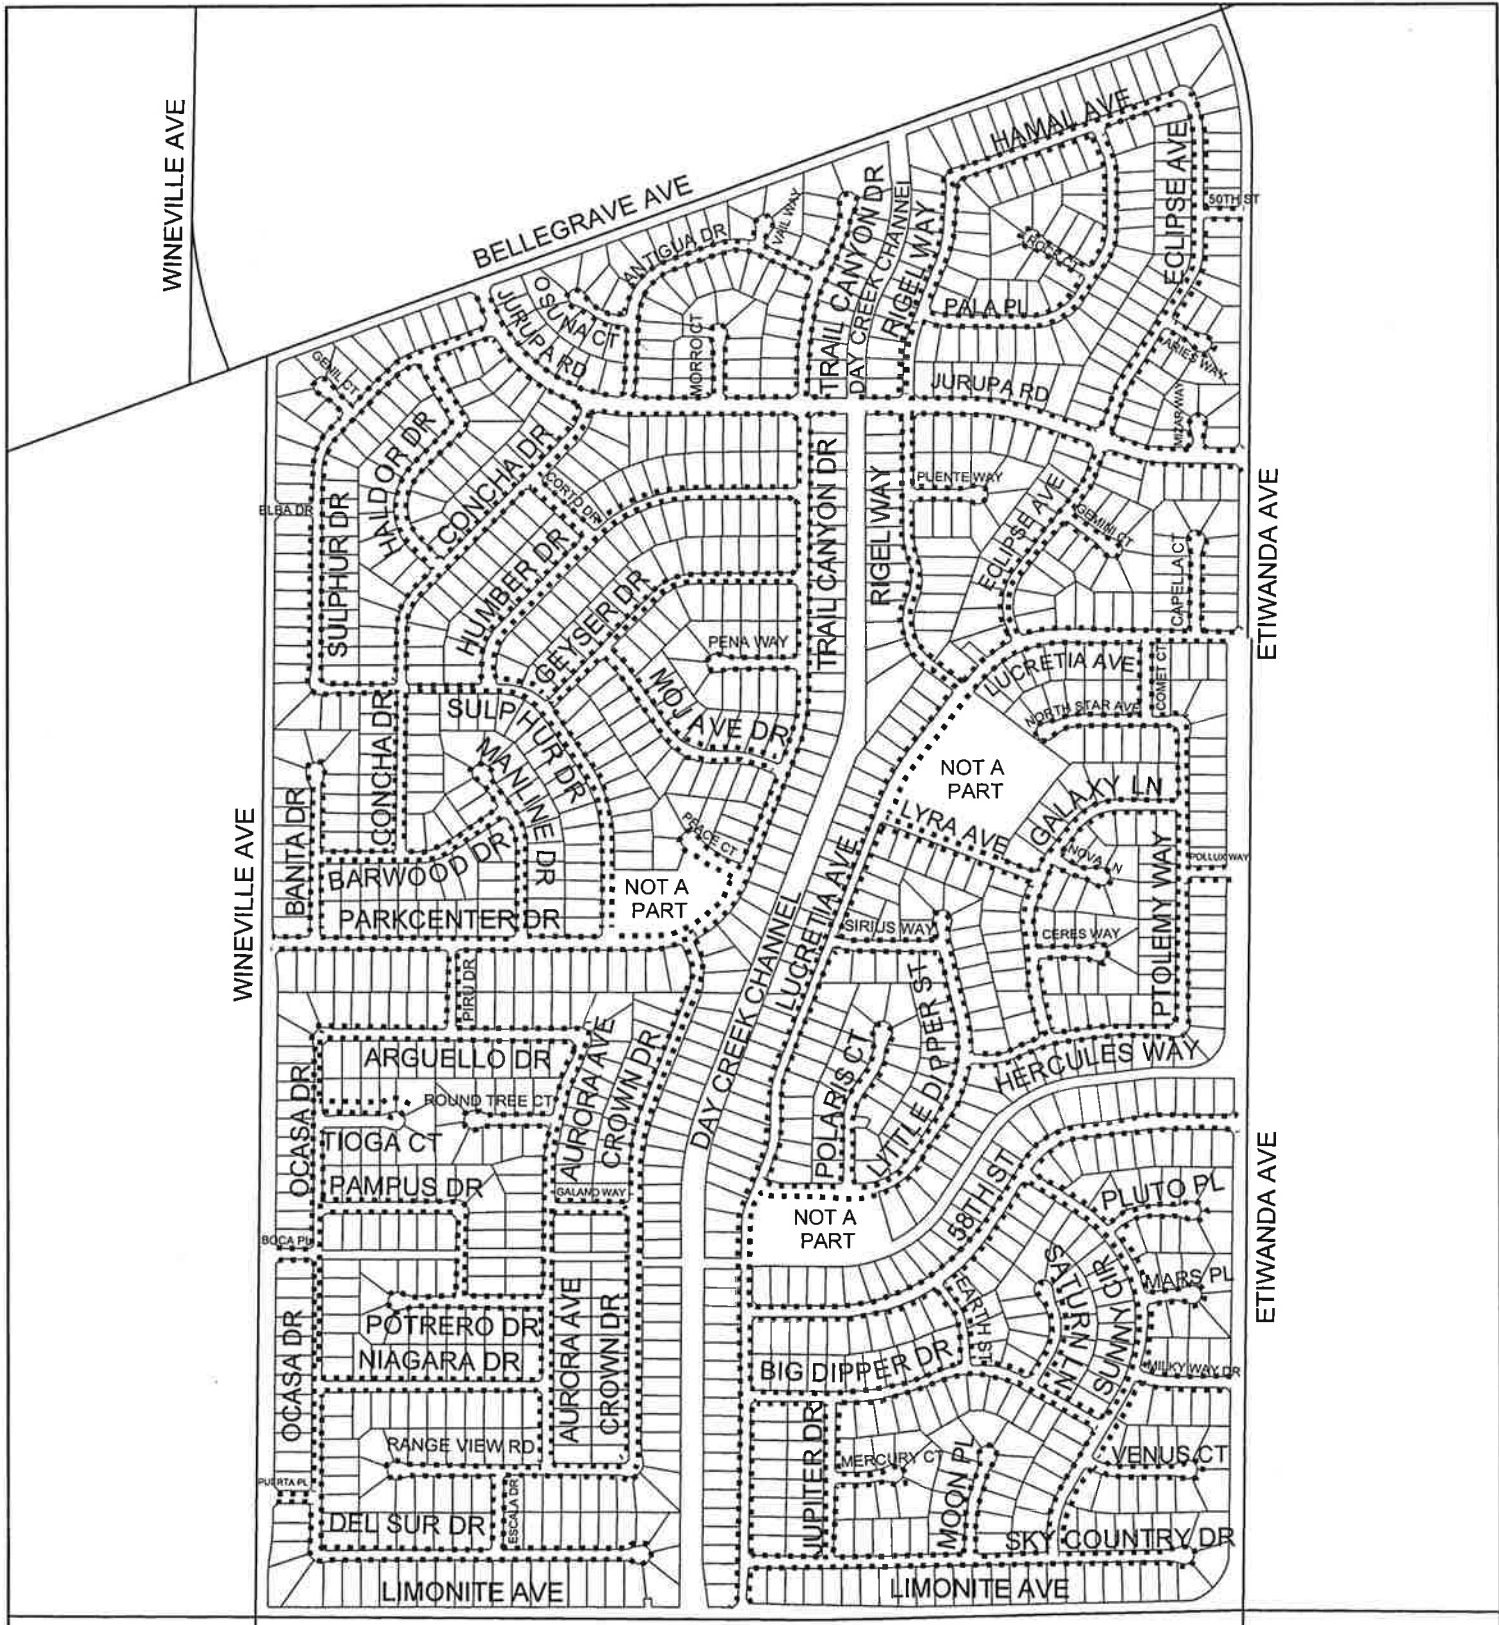 HAMAL AVE
WINEVILLE AVE
BELLEGRAVE AVE
ECLIPSE AVE
50TH ST
VAIL WAY
TRAIL CANYON DR
DAY CREEK CHANNEL
RIGEL WAY
ANTIGUA DR
ROCK CT
OSUNA CT
JURUPA RD
PALA PL
MORRO CT
ARIES WAY
GENIL CT
JURUPA RD
MIZAR WAY
HALDOR DR
CONCHA DR
CORTO DR
TRAIL CANYON DR
RIGEL WAY
PUENTE WAY
ECLIPSE AVE
GEMINI CT
ETIWANDA AVE
ELBA DR
SULPHUR DR
HUMBER DR
GEYSER DR
CAPELLA CT
PENA WAY
LUCRETIA AVE
COMET CT
MOJAVE DR
NORTH STAR AVE
SULPHUR DR
CONCHA DR
MANLINE DR
NOT A
PART
GALAXY LN
LYRA AVE
BANTA DR
PEACE CT
NOVA LN
POLLUX WAY
WINEVILLE AVE
BARWOOD DR
PARKCENTER DR
NOT A
PART
LUCRETIA AVE
PTOLEMY WAY
SIRIUS WAY
CERES WAY
PIRU DR
DAY CREEK CHANNEL
LITTLE DIPPER ST
ARGUELLO DR
AURORA AVE
CROWN DR
POLARIS CT
HERCULES WAY
OCASA DR
ROUND TREE CT
TIOGA CT
PAMPUS DR
GALAND WAY
58TH ST
PLUTO PL
NOT A
PART
BOCA PL
SATURN LN
SUNNY CIR
MARS PL
ETIWANDA AVE
EARTH ST
POTRERO DR
NIAGARA DR
OCASA DR
AURORA AVE
CROWN DR
BIG DIPPER DR
MILKY WAY DR
JUPITER DR
RANGE VIEW RD
MERCURY CT
MOON PL
VENUS CT
PUERTA PL
DEL SUR DR
ESCALA DR
SKY COUNTRY DR
LIMONITE AVE
LIMONITE AVE